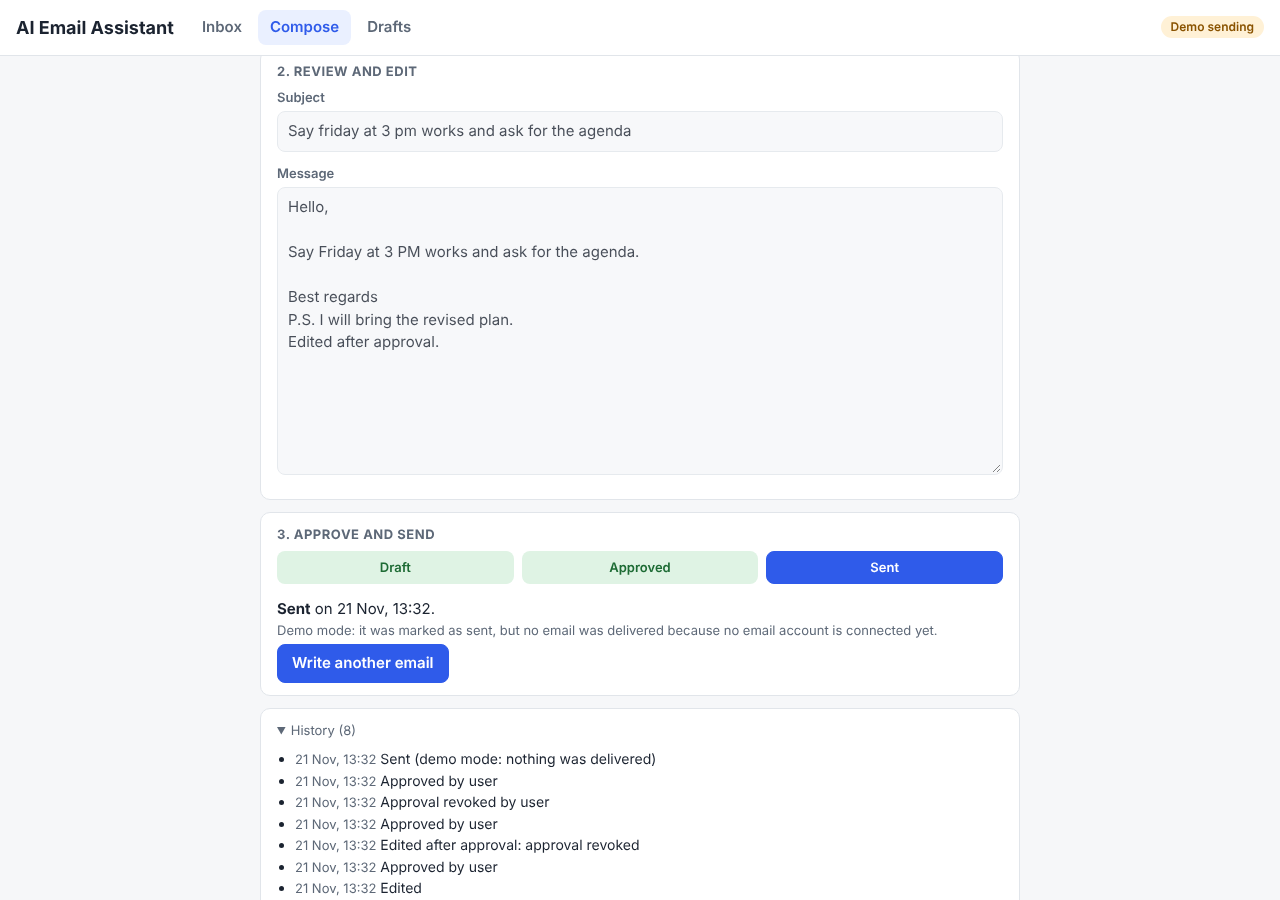 AI Email Assistant Inbox Compose Drafts Demo sending
2. REVIEW AND EDIT
Subject
Say friday at 3 pm works and ask for the agenda
Message
Hello,
Say Friday at 3 PM works and ask for the agenda.
Best regards
P.S. I will bring the revised plan.
Edited after approval.
3. APPROVE AND SEND
Draft Approved Sent
Sent on 21 Nov, 13:32.
Demo mode: it was marked as sent, but no email was delivered because no email account is connected yet.
Write another email
History (8)
21 Nov, 13:32 Sent (demo mode: nothing was delivered)
21 Nov, 13:32 Approved by user
21 Nov, 13:32 Approval revoked by user
21 Nov, 13:32 Approved by user
21 Nov, 13:32 Edited after approval: approval revoked
21 Nov, 13:32 Approved by user
21 Nov, 13:32 Edited